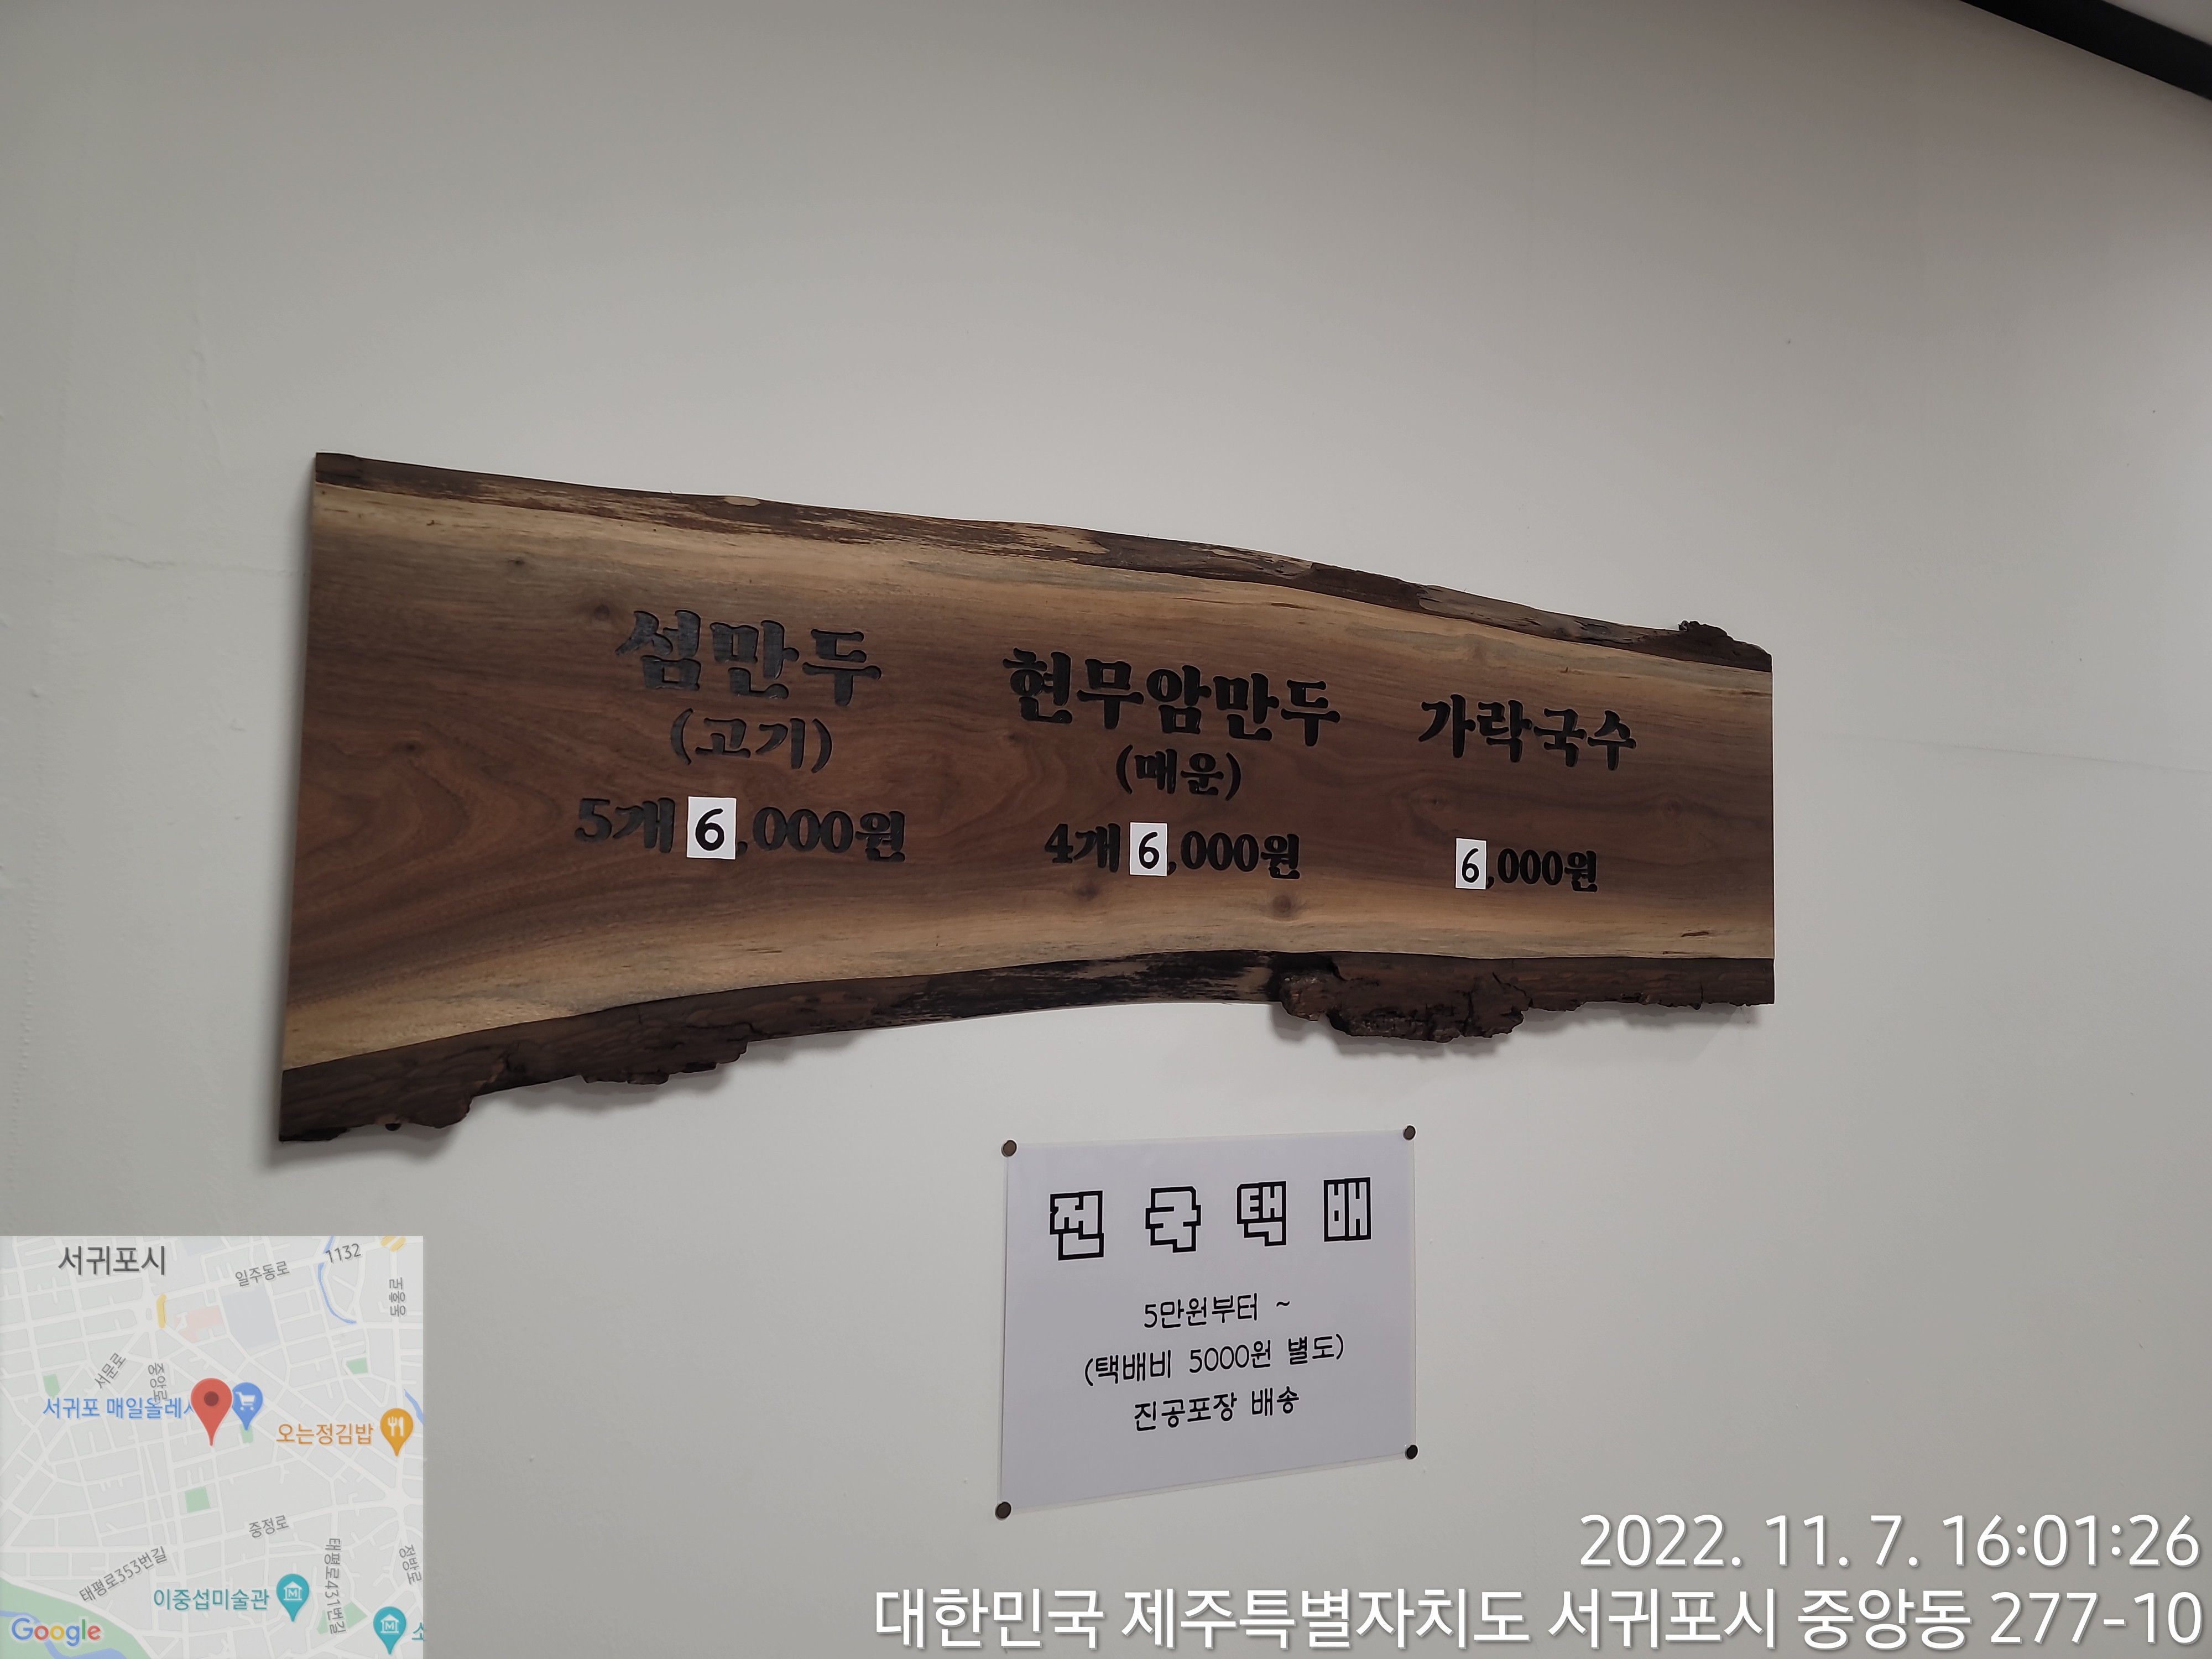 섬만두
(고기)
5개 6,000원
현무암만두
(매운)
4개 6,000원
가락국수
6,000원
전국택배
5만원부터 ~
(택배비 5000원 별도)
진공포장 배송
서귀포시
일주동로
1132
서문로
중앙로
서귀포 매일올레
오는정김밥
중정로
태평로353번길
태평로431번길
정방로
이중섭미술관
Google
2022. 11. 7. 16:01:26
대한민국 제주특별자치도 서귀포시 중앙동 277-10